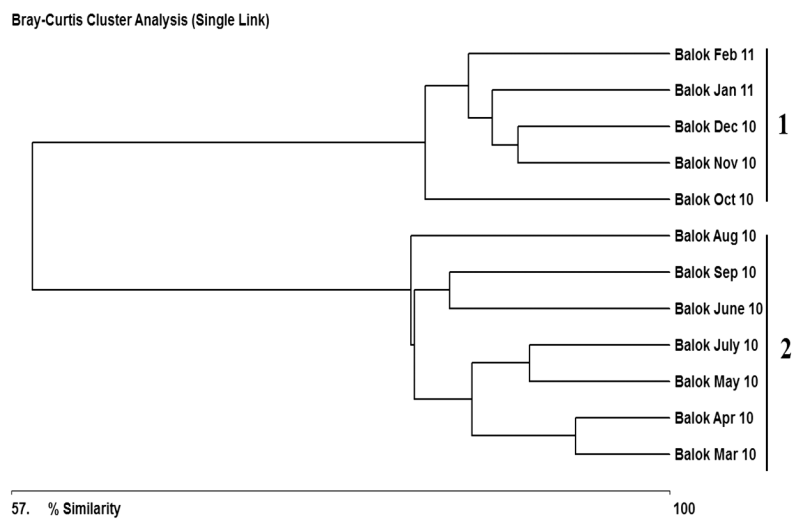 Bray-Curtis Cluster Analysis (Single Link)
Balok Feb 11
Balok Jan 11
Balok Dec 10
1
Balok Nov 10
Balok Oct 10
Balok Aug 10
Balok Sep 10
Balok June 10
Balok July 10
2
Balok May 10
Balok Apr 10
Balok Mar 10
57. % Similarity 100